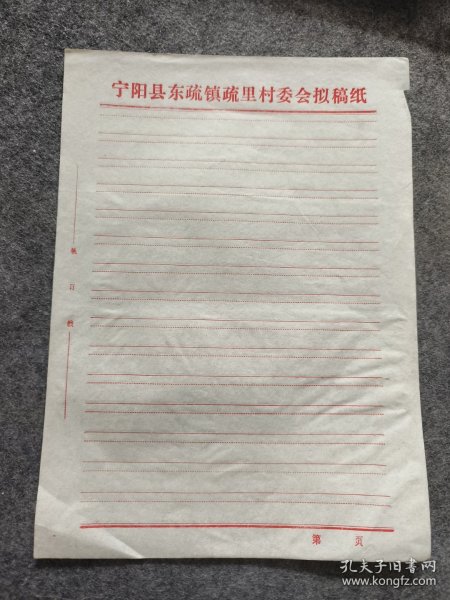 宁阳县东疏镇疏里村委会拟稿纸
装
订
线
第 页
孔夫子旧书网
www.kongfz.com